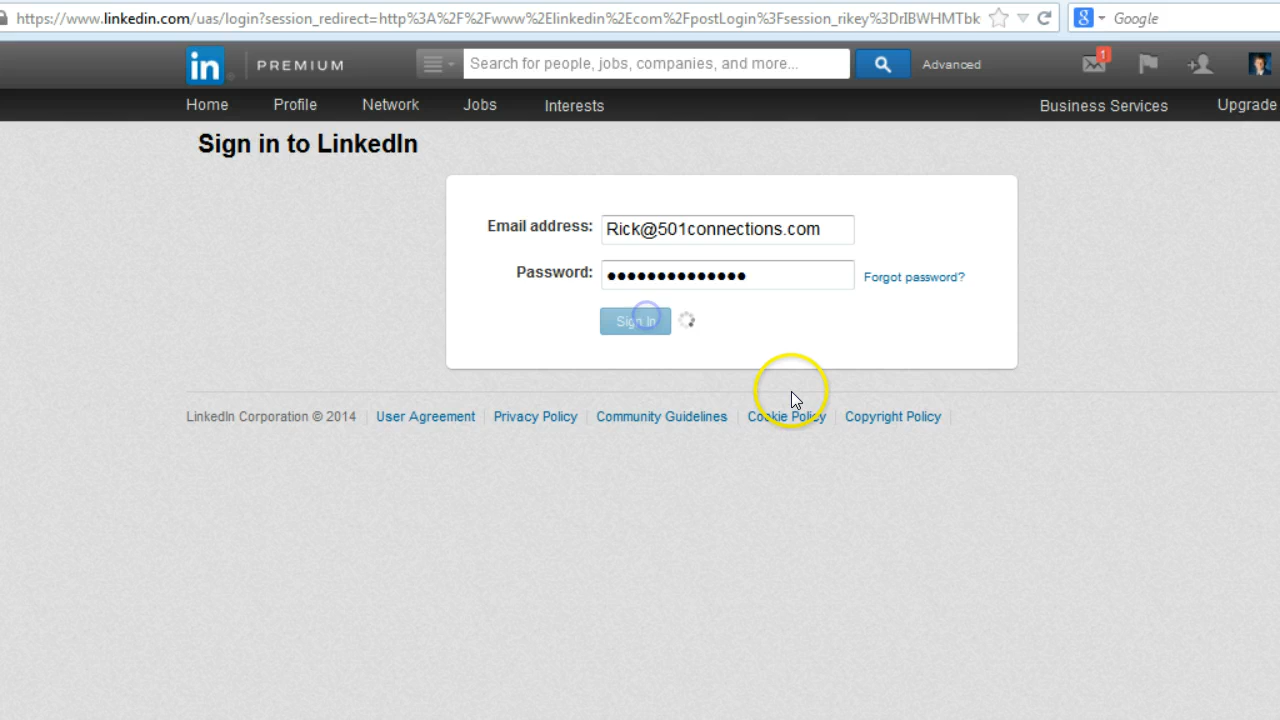 https://www.linkedin.com/uas/login?session_redirect=http%3A%2F%2Fwww%2Elinkedin%2Ecom%2FpostLogin%3Fsession_rikey%3DrIBWHMTbk
8 Google
in PREMIUM
Search for people, jobs, companies, and more...
Advanced
1
Home Profile Network Jobs Interests Business Services Upgrade
Sign in to LinkedIn
Email address: Rick@501connections.com
Password: ●●●●●●●●●●●●●● Forgot password?
Sign In
LinkedIn Corporation © 2014 User Agreement Privacy Policy Community Guidelines Cookie Policy Copyright Policy